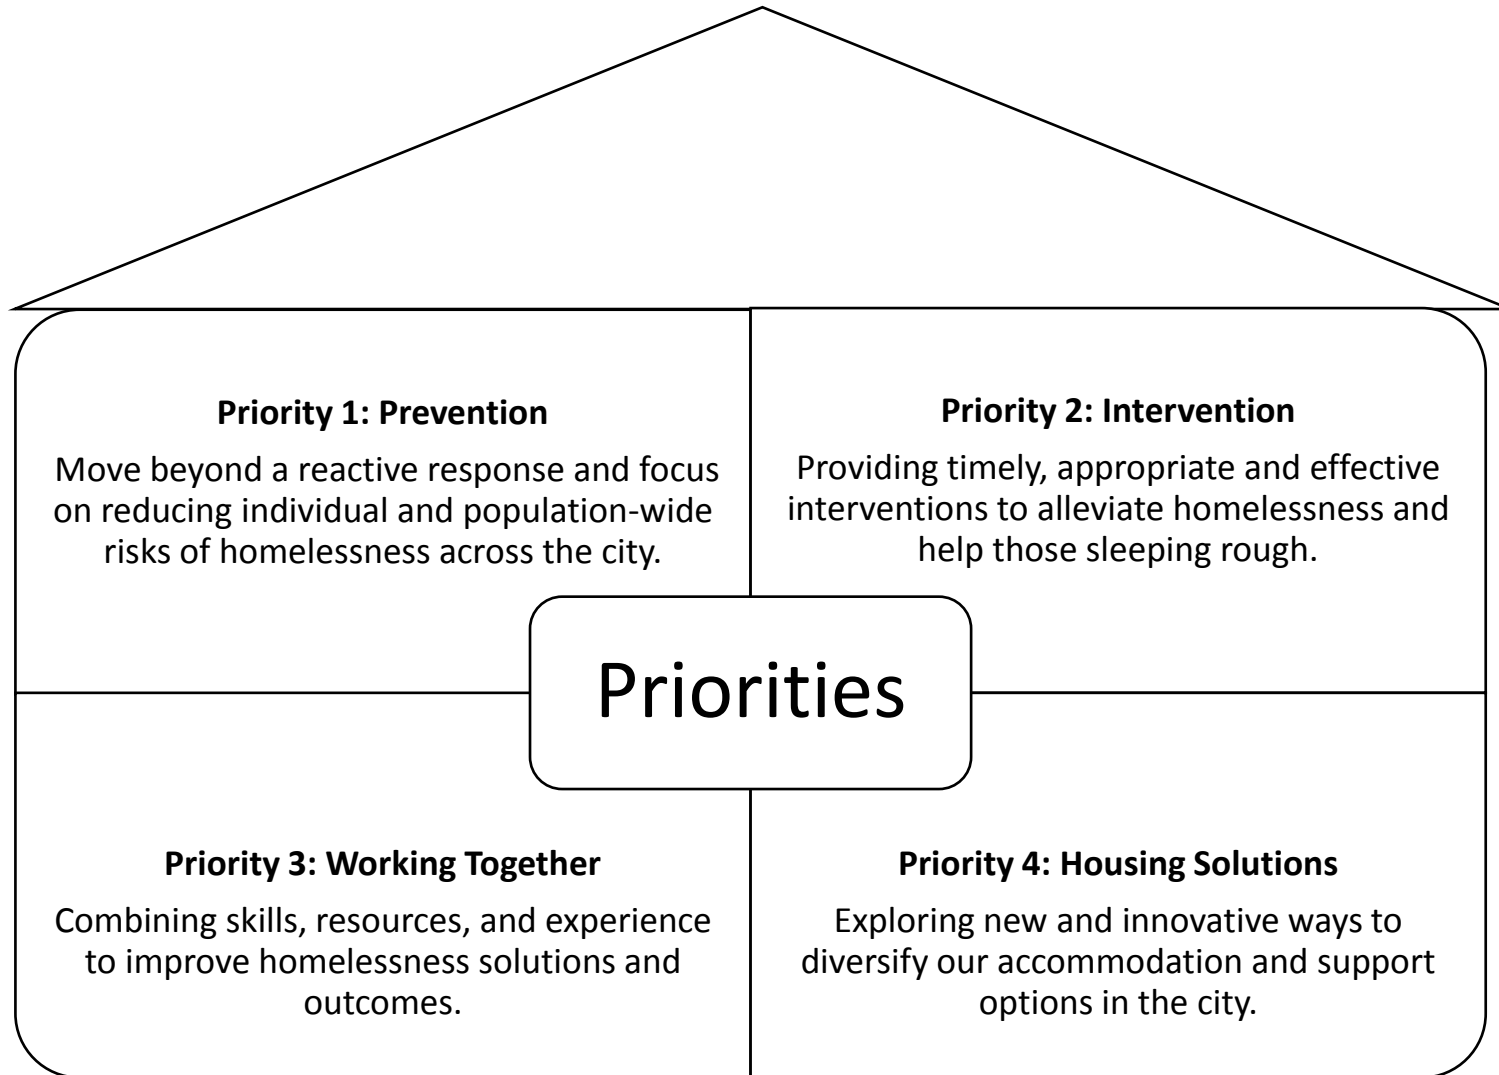 Priority 1: Prevention
Move beyond a reactive response and focus
on reducing individual and population-wide
risks of homelessness across the city.
Priority 2: Intervention
Providing timely, appropriate and effective
interventions to alleviate homelessness and
help those sleeping rough.
Priorities
Priority 3: Working Together
Combining skills, resources, and experience
to improve homelessness solutions and
outcomes.
Priority 4: Housing Solutions
Exploring new and innovative ways to
diversify our accommodation and support
options in the city.